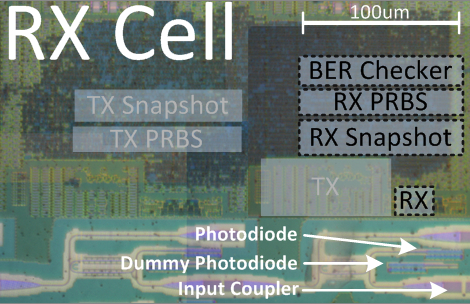 RX Cell
100um
BER Checker
RX PRBS
RX Snapshot
TX Snapshot
TX PRBS
TX
RX
Photodiode
Dummy Photodiode
Input Coupler